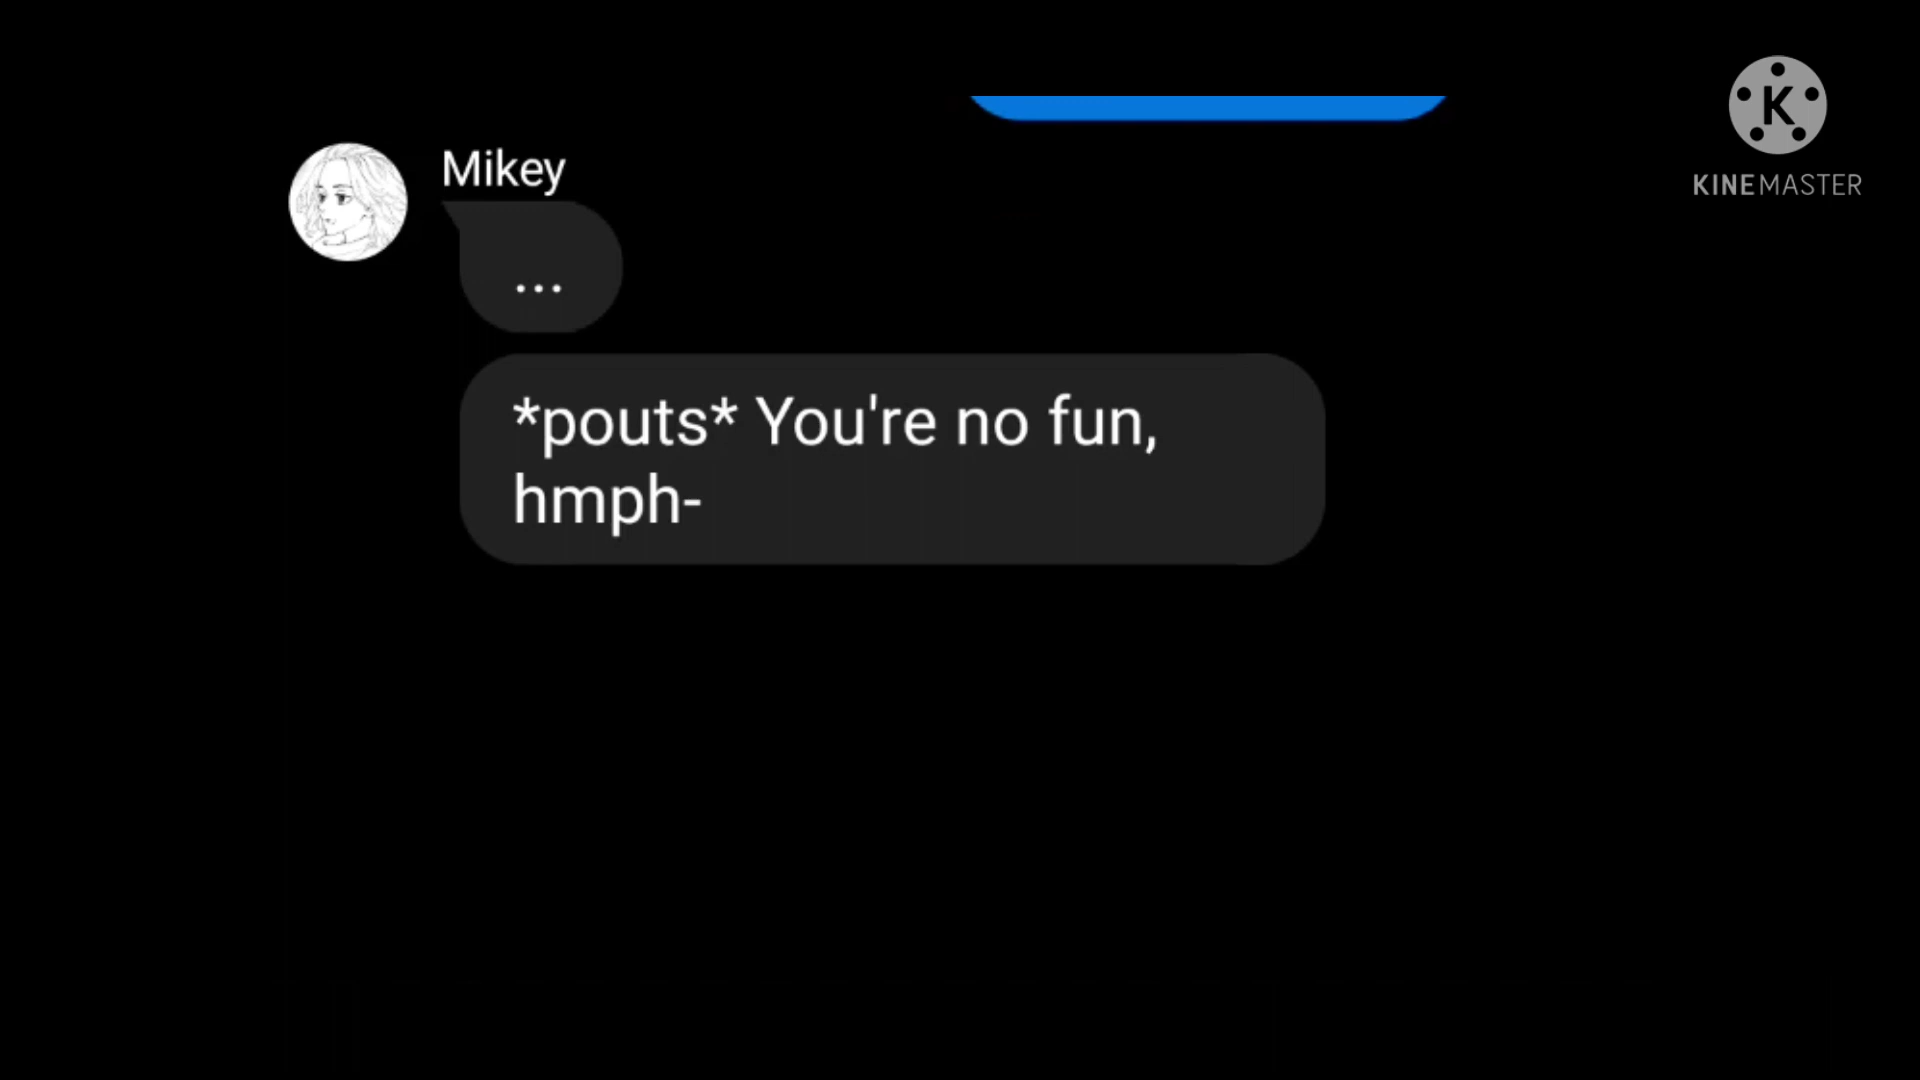 Mikey
...
*pouts* You're no fun,
hmph-
K
KINEMASTER